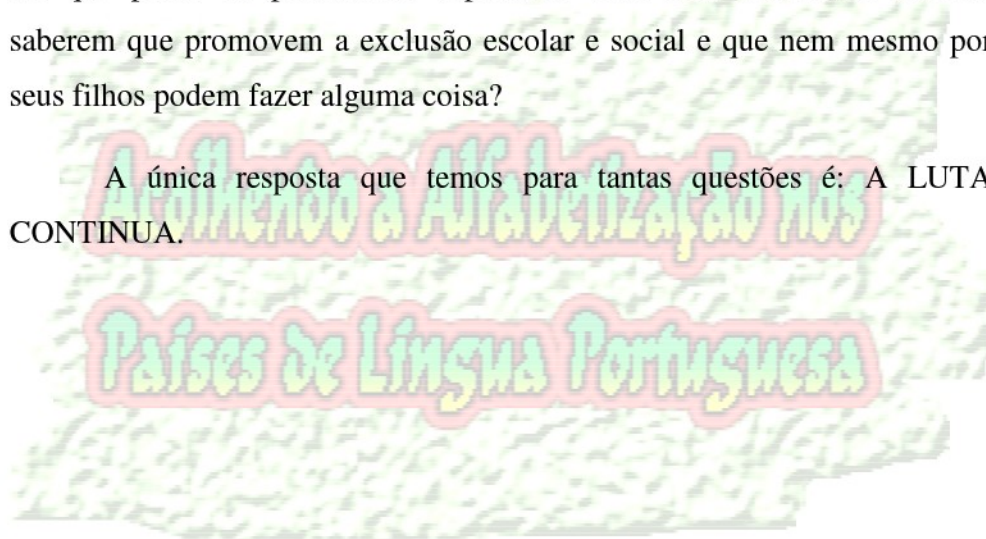 saberem que promovem a exclusão escolar e social e que nem mesmo por
seus filhos podem fazer alguma coisa?
A única resposta que temos para tantas questões é: A LUTA
CONTINUA.
Acolhendo a Alfabetização nos
Países de Língua Portuguesa